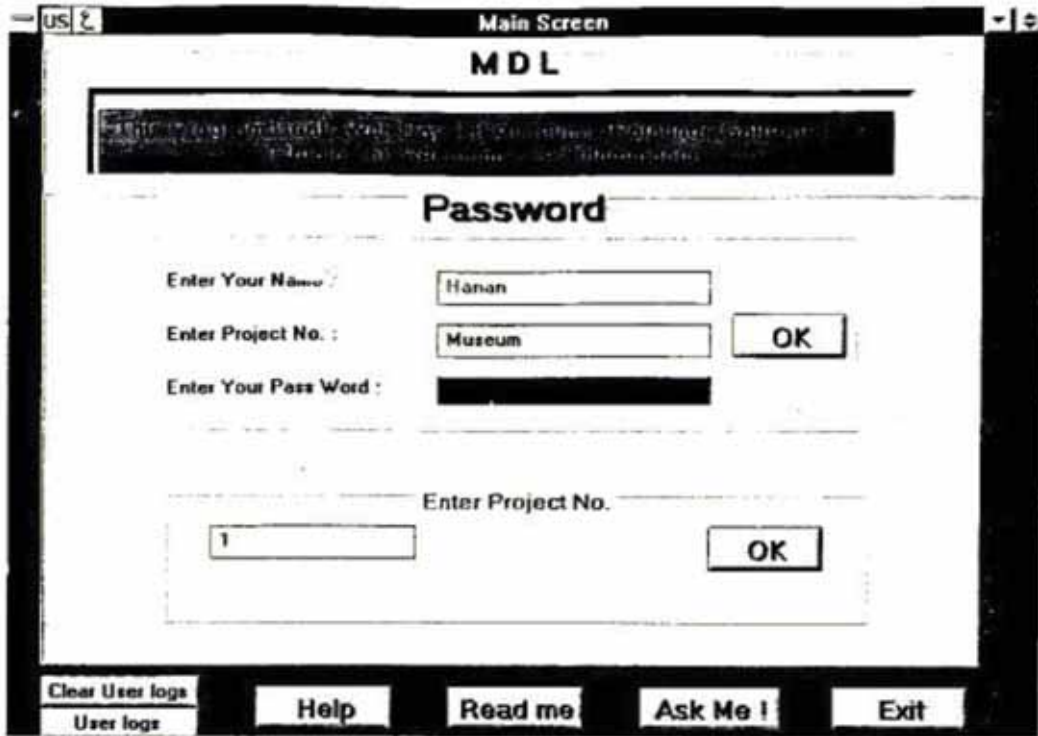 US ع Main Screen
M D L
Password
Enter Your Name :
Hanan
Enter Project No. :
Museum
OK
Enter Your Pass Word :
Enter Project No.
1
OK
Clear User logs
User logs
Help
Read me
Ask Me !
Exit